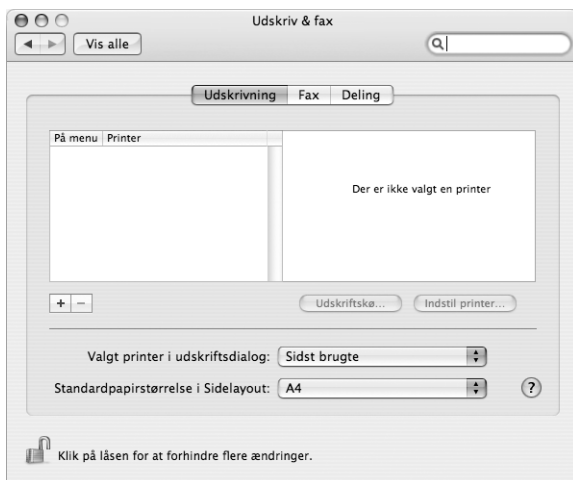 Udskriv & fax
Vis alle
Udskrivning Fax Deling
På menu Printer
Der er ikke valgt en printer
+ −
Udskriftskø... Indstil printer...
Valgt printer i udskriftsdialog: Sidst brugte
Standardpapirstørrelse i Sidelayout: A4 ?
Klik på låsen for at forhindre flere ændringer.